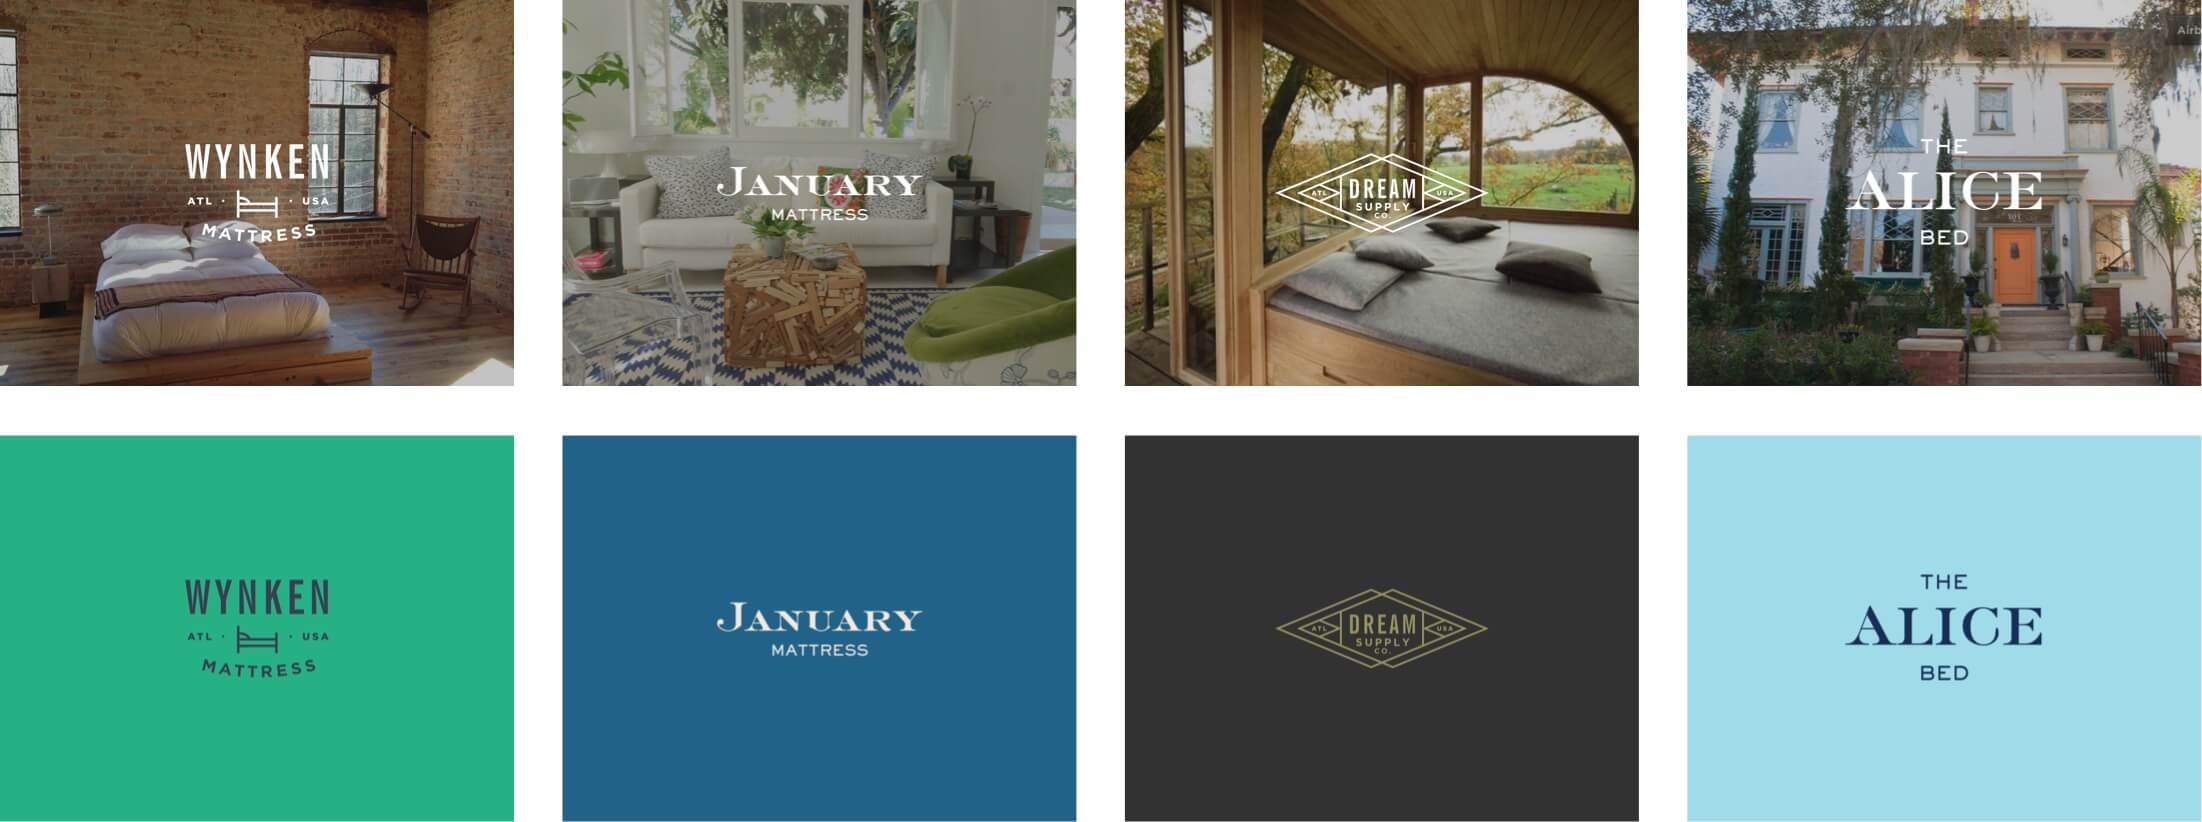 WYNKEN
ATL · · USA
MATTRESS
JANUARY
MATTRESS
ATL DREAM USA
SUPPLY
CO.
THE
ALICE
BED
WYNKEN
ATL · · USA
MATTRESS
JANUARY
MATTRESS
ATL DREAM USA
SUPPLY
CO.
THE
ALICE
BED